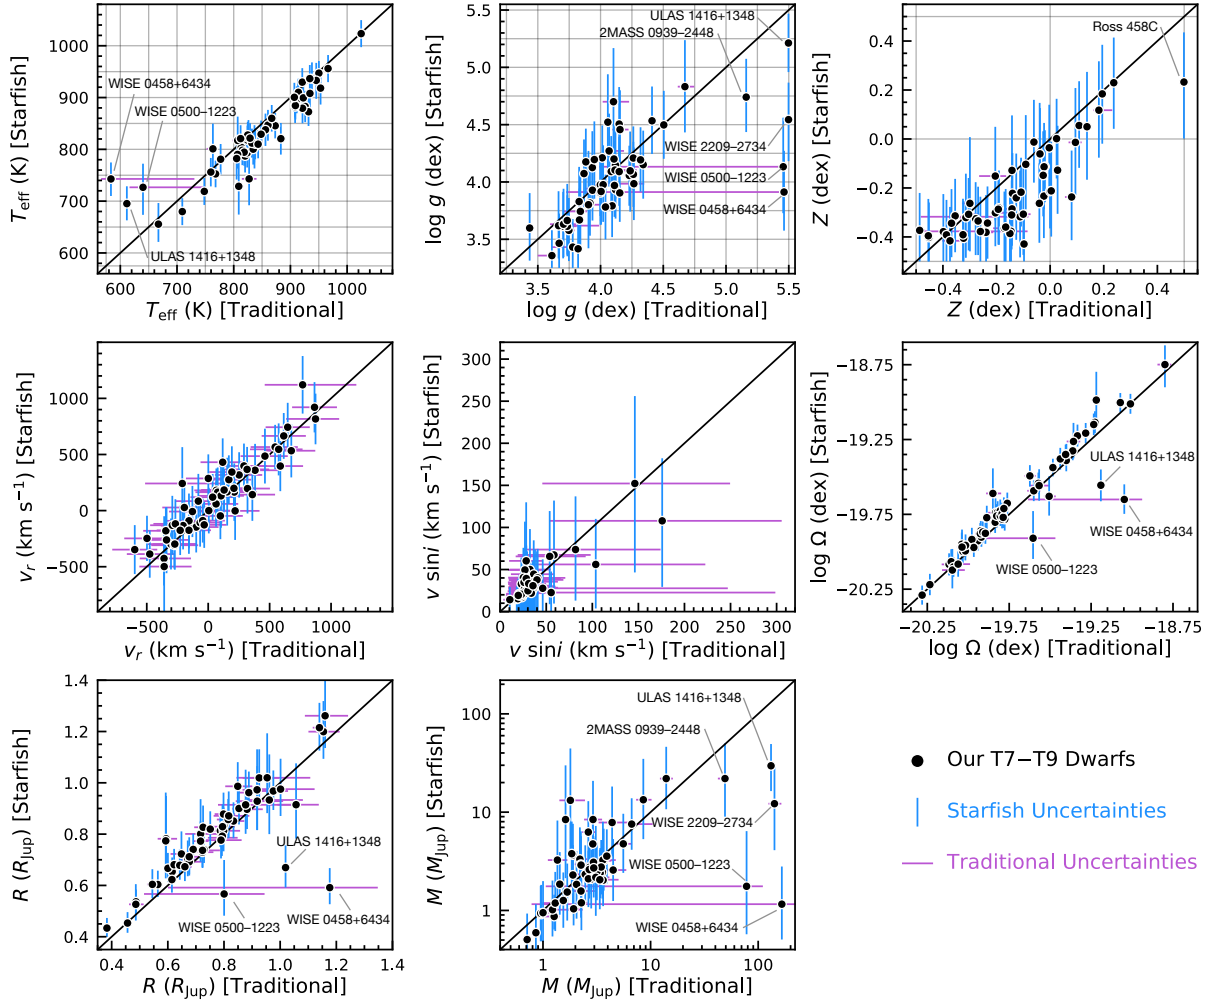 WISE 0458+6434
WISE 0500−1223
ULAS 1416+1348
1000
900
800
700
600
T_eff (K) [Starfish]
600 700 800 900 1000
T_eff (K) [Traditional]
ULAS 1416+1348
2MASS 0939−2448
WISE 2209−2734
WISE 0500−1223
WISE 0458+6434
5.5
5.0
4.5
4.0
3.5
log g (dex) [Starfish]
3.5 4.0 4.5 5.0 5.5
log g (dex) [Traditional]
Ross 458C
0.4
0.2
0.0
−0.2
−0.4
Z (dex) [Starfish]
−0.4 −0.2 0.0 0.2 0.4
Z (dex) [Traditional]
1000
500
0
−500
v_r (km s⁻¹) [Starfish]
−500 0 500 1000
v_r (km s⁻¹) [Traditional]
300
250
200
150
100
50
0
v sini (km s⁻¹) [Starfish]
0 50 100 150 200 250 300
v sini (km s⁻¹) [Traditional]
ULAS 1416+1348
WISE 0458+6434
WISE 0500−1223
−18.75
−19.25
−19.75
−20.25
log Ω (dex) [Starfish]
−20.25 −19.75 −19.25 −18.75
log Ω (dex) [Traditional]
ULAS 1416+1348
WISE 0458+6434
WISE 0500−1223
1.4
1.2
1.0
0.8
0.6
0.4
R (R_Jup) [Starfish]
0.4 0.6 0.8 1.0 1.2 1.4
R (R_Jup) [Traditional]
ULAS 1416+1348
2MASS 0939−2448
WISE 2209−2734
WISE 0500−1223
WISE 0458+6434
100
10
1
M (M_Jup) [Starfish]
1 10 100
M (M_Jup) [Traditional]
Our T7−T9 Dwarfs
Starfish Uncertainties
Traditional Uncertainties